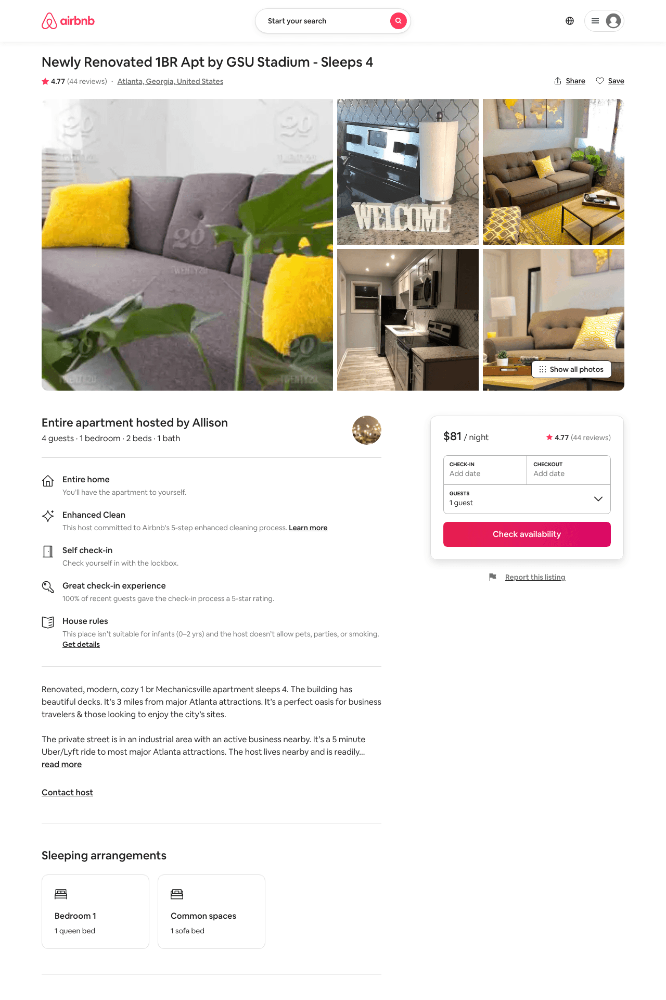 airbnb
Start your search
Newly Renovated 1BR Apt by GSU Stadium - Sleeps 4
4.77 (44 reviews) · Atlanta, Georgia, United States
Share
Save
20
20
TWENTY20
TWENTY20
20
TWENTY20
20
20
TWENTY20
TWENTY20
WELCOME
Show all photos
Entire apartment hosted by Allison
4 guests · 1 bedroom · 2 beds · 1 bath
$81 / night
4.77 (44 reviews)
CHECK-IN
Add date
CHECKOUT
Add date
GUESTS
1 guest
Check availability
Report this listing
Entire home
You’ll have the apartment to yourself.
Enhanced Clean
This host committed to Airbnb's 5-step enhanced cleaning process. Learn more
Self check-in
Check yourself in with the lockbox.
Great check-in experience
100% of recent guests gave the check-in process a 5-star rating.
House rules
This place isn’t suitable for infants (0–2 yrs) and the host doesn’t allow pets, parties, or smoking.
Get details
Renovated, modern, cozy 1 br Mechanicsville apartment sleeps 4. The building has
beautiful decks. It’s 3 miles from major Atlanta attractions. It’s a perfect oasis for business
travelers & those looking to enjoy the city’s sites.
The private street is in an industrial area with an active business nearby. It’s a 5 minute
Uber/Lyft ride to most major Atlanta attractions. The host lives nearby and is readily…
read more
Contact host
Sleeping arrangements
Bedroom 1
1 queen bed
Common spaces
1 sofa bed